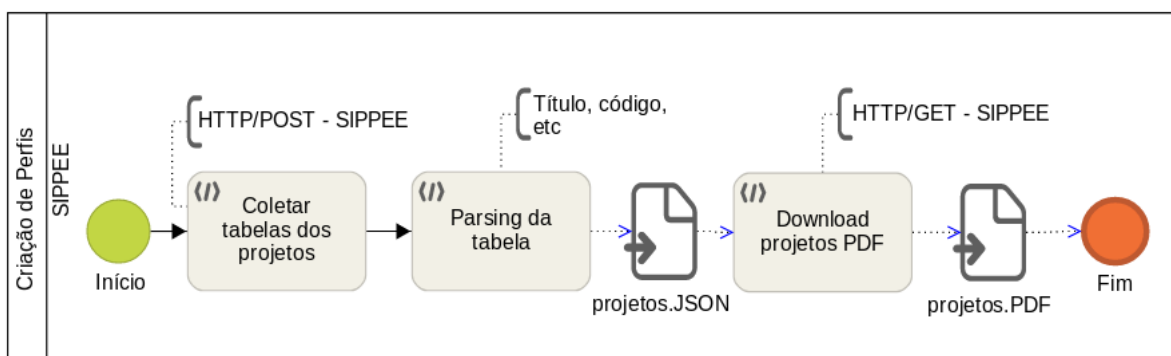 Criação de Perfis
SIPPEE
HTTP/POST - SIPPEE
Título, código,
etc
HTTP/GET - SIPPEE
Início
Coletar
tabelas dos
projetos
Parsing da
tabela
projetos.JSON
Download
projetos PDF
projetos.PDF
Fim